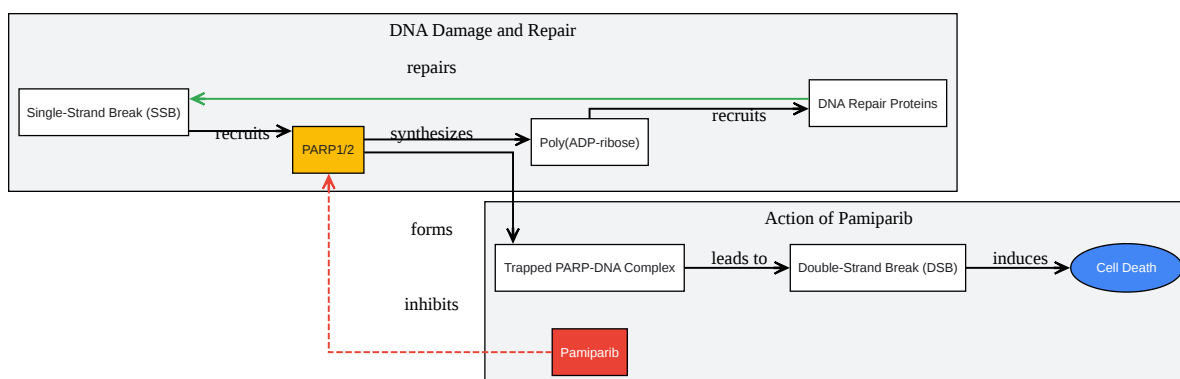 DNA Damage and Repair
repairs
Single-Strand Break (SSB)
recruits
PARP1/2
synthesizes
Poly(ADP-ribose)
recruits
DNA Repair Proteins
Action of Pamiparib
forms
Trapped PARP-DNA Complex
leads to
Double-Strand Break (DSB)
induces
Cell Death
inhibits
Pamiparib